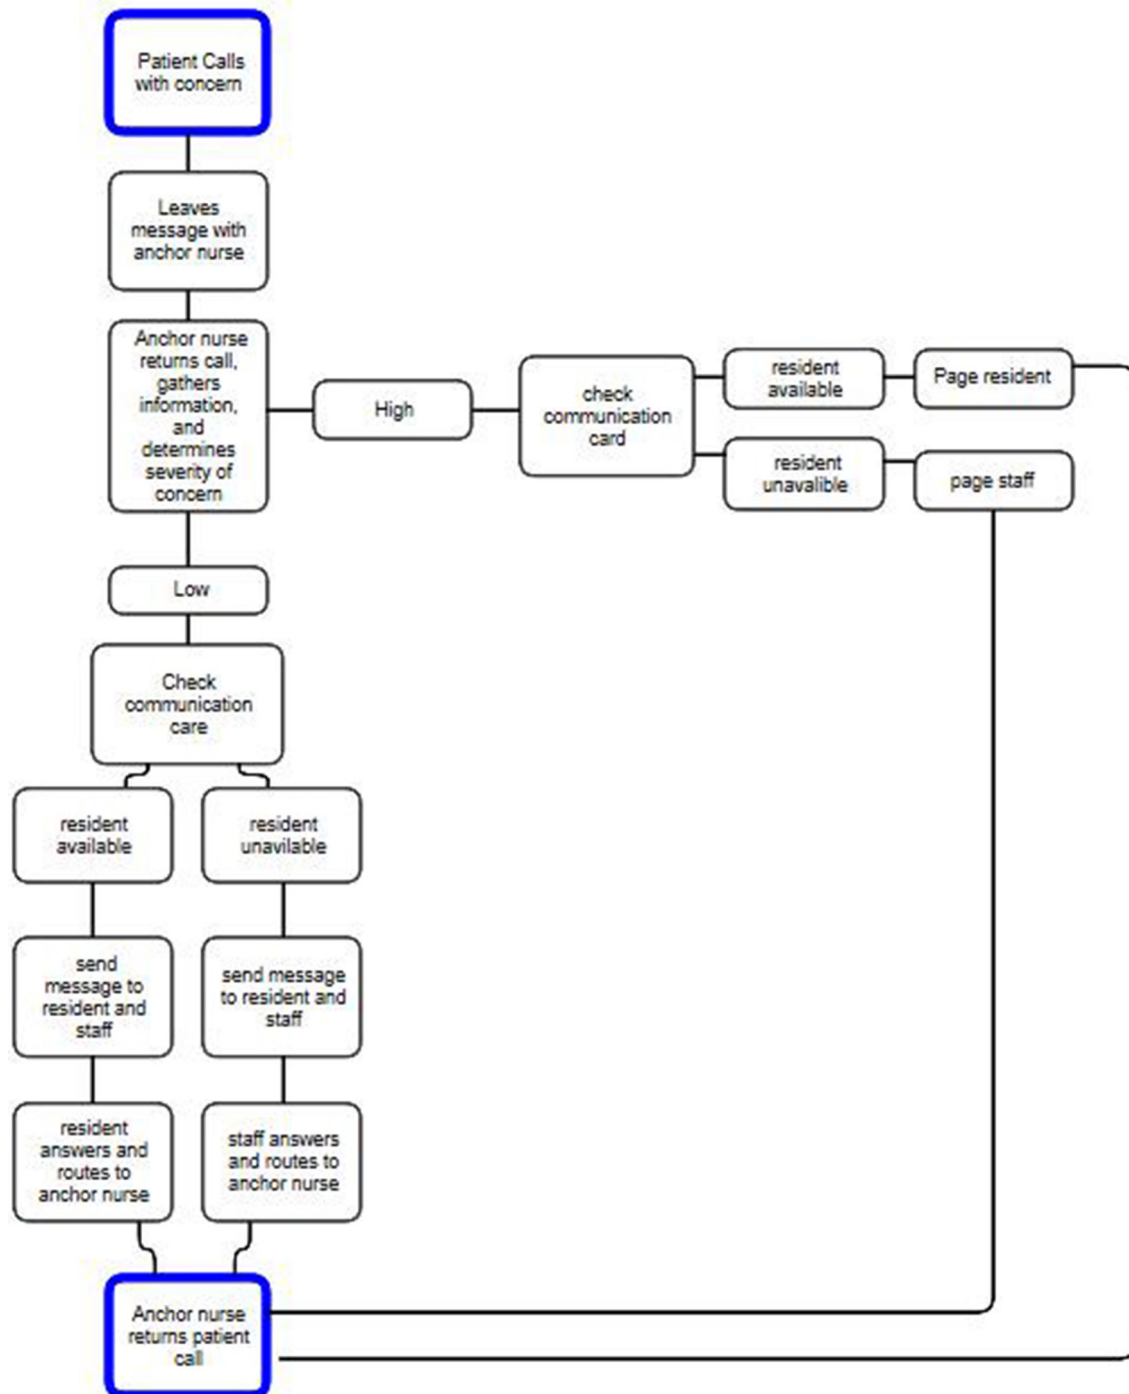 Patient Calls
with concern
Leaves
message with
anchor nurse
Anchor nurse
returns call,
gathers
information,
and
determines
severity of
concern
High
check
communication
card
resident
available
Page resident
resident
unavalible
page staff
Low
Check
communication
care
resident
available
resident
unavilable
send
message to
resident and
staff
send message
to resident and
staff
resident
answers and
routes to
anchor nurse
staff answers
and routes to
anchor nurse
Anchor nurse
returns patient
call